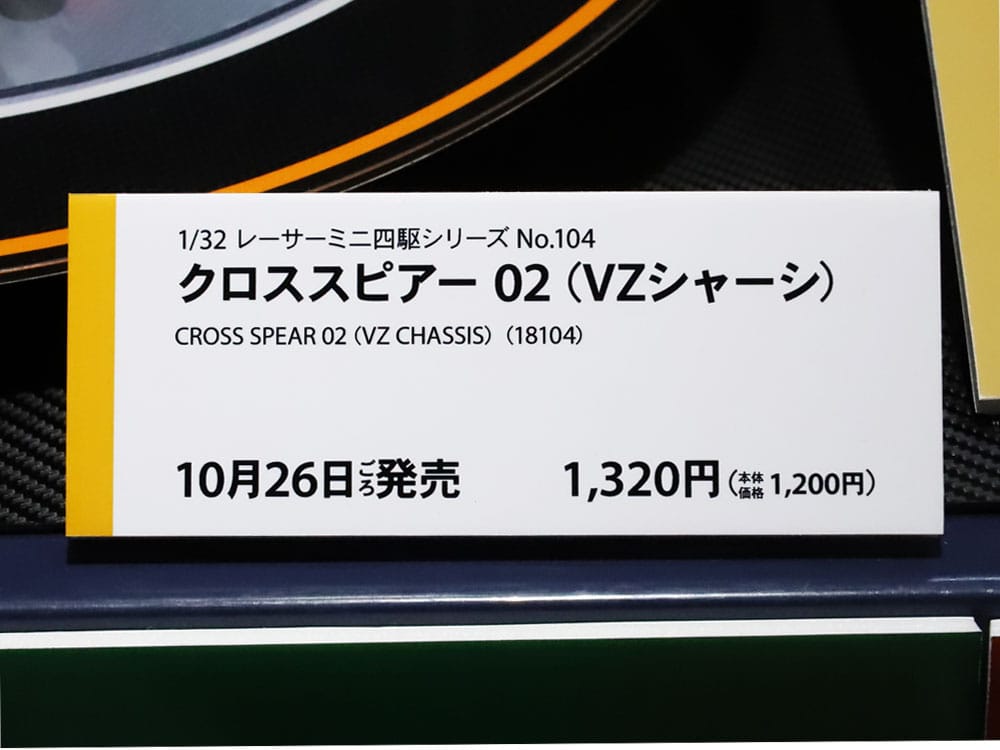 1/32 レーサーミニ四駆シリーズ No.104
クロススピアー 02（VZシャーシ）
CROSS SPEAR 02（VZ CHASSIS）（18104）
10月26日ごろ発売 1,320円（本体価格 1,200円）